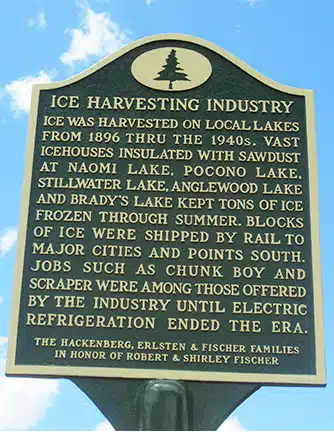 ICE HARVESTING INDUSTRY
ICE WAS HARVESTED ON LOCAL LAKES
FROM 1896 THRU THE 1940s. VAST
ICEHOUSES INSULATED WITH SAWDUST
AT NAOMI LAKE, POCONO LAKE,
STILLWATER LAKE, ANGLEWOOD LAKE
AND BRADY'S LAKE KEPT TONS OF ICE
FROZEN THROUGH SUMMER. BLOCKS
OF ICE WERE SHIPPED BY RAIL TO
MAJOR CITIES AND POINTS SOUTH.
JOBS SUCH AS CHUNK BOY AND
SCRAPER WERE AMONG THOSE OFFERED
BY THE INDUSTRY UNTIL ELECTRIC
REFRIGERATION ENDED THE ERA.
THE HACKENBERG, ERLSTEN & FISCHER FAMILIES
IN HONOR OF ROBERT & SHIRLEY FISCHER